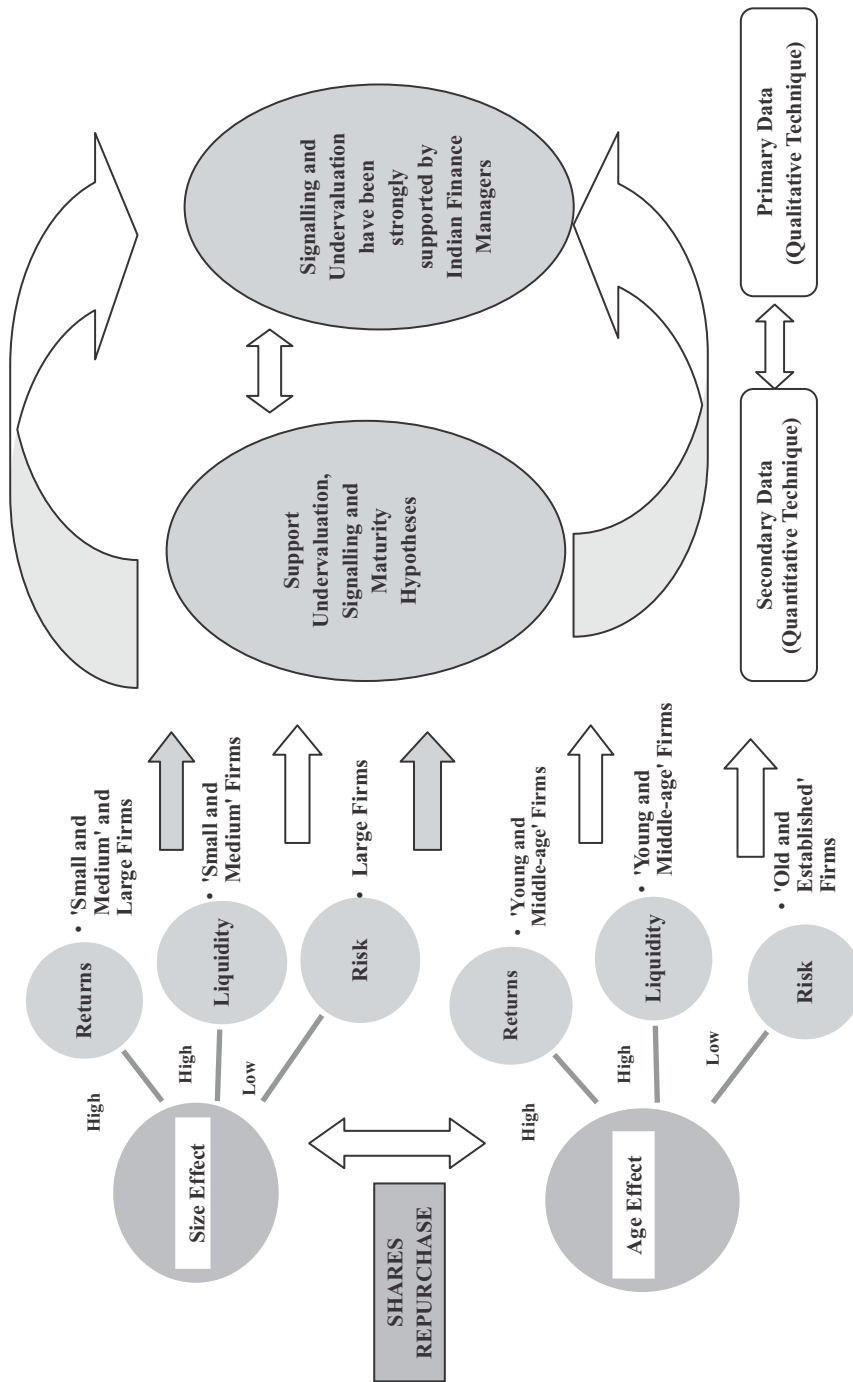 SHARES
REPURCHASE
Size Effect
High
High
Low
Returns
Liquidity
Risk
• 'Small and
Medium' and
Large Firms
• 'Small and
Medium' Firms
• Large Firms
Age Effect
High
High
Low
Returns
Liquidity
Risk
• 'Young and
Middle-age' Firms
• 'Young and
Middle-age' Firms
• 'Old and
Established'
Firms
Support
Undervaluation,
Signalling and
Maturity
Hypotheses
Signalling and
Undervaluation
have been
strongly
supported by
Indian Finance
Managers
Secondary Data
(Quantitative Technique)
Primary Data
(Qualitative Technique)